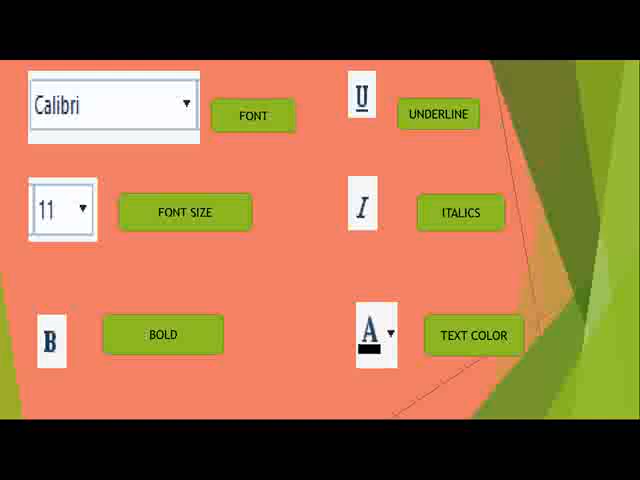 Calibri FONT U UNDERLINE
11 FONT SIZE I ITALICS
B BOLD A TEXT COLOR